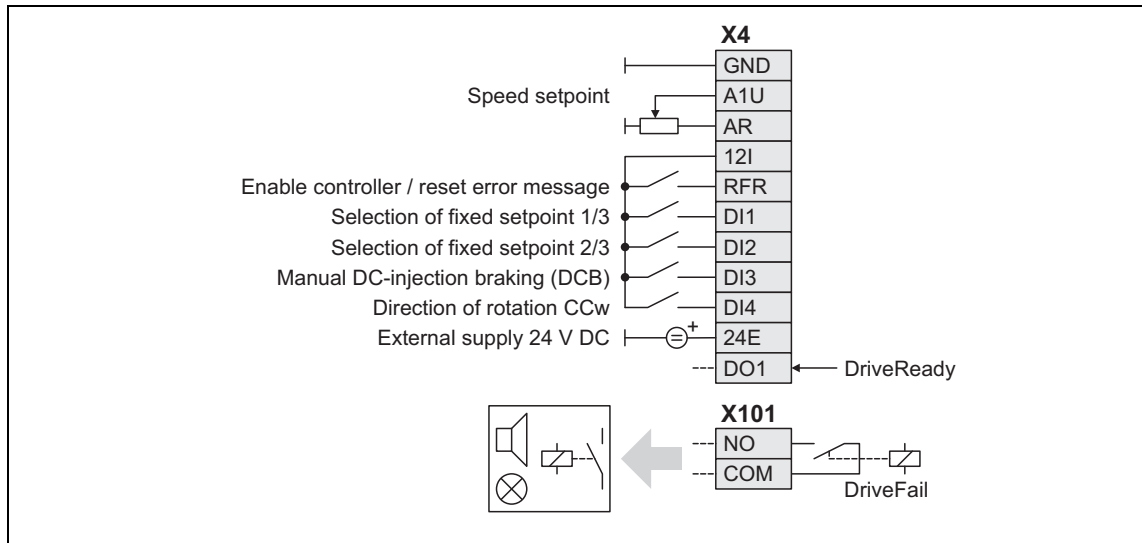 X4
GND
Speed setpoint A1U
AR
12I
Enable controller / reset error message RFR
Selection of fixed setpoint 1/3 DI1
Selection of fixed setpoint 2/3 DI2
Manual DC-injection braking (DCB) DI3
Direction of rotation CCw DI4
External supply 24 V DC + 24E
DO1 DriveReady
X101
NO
COM
DriveFail